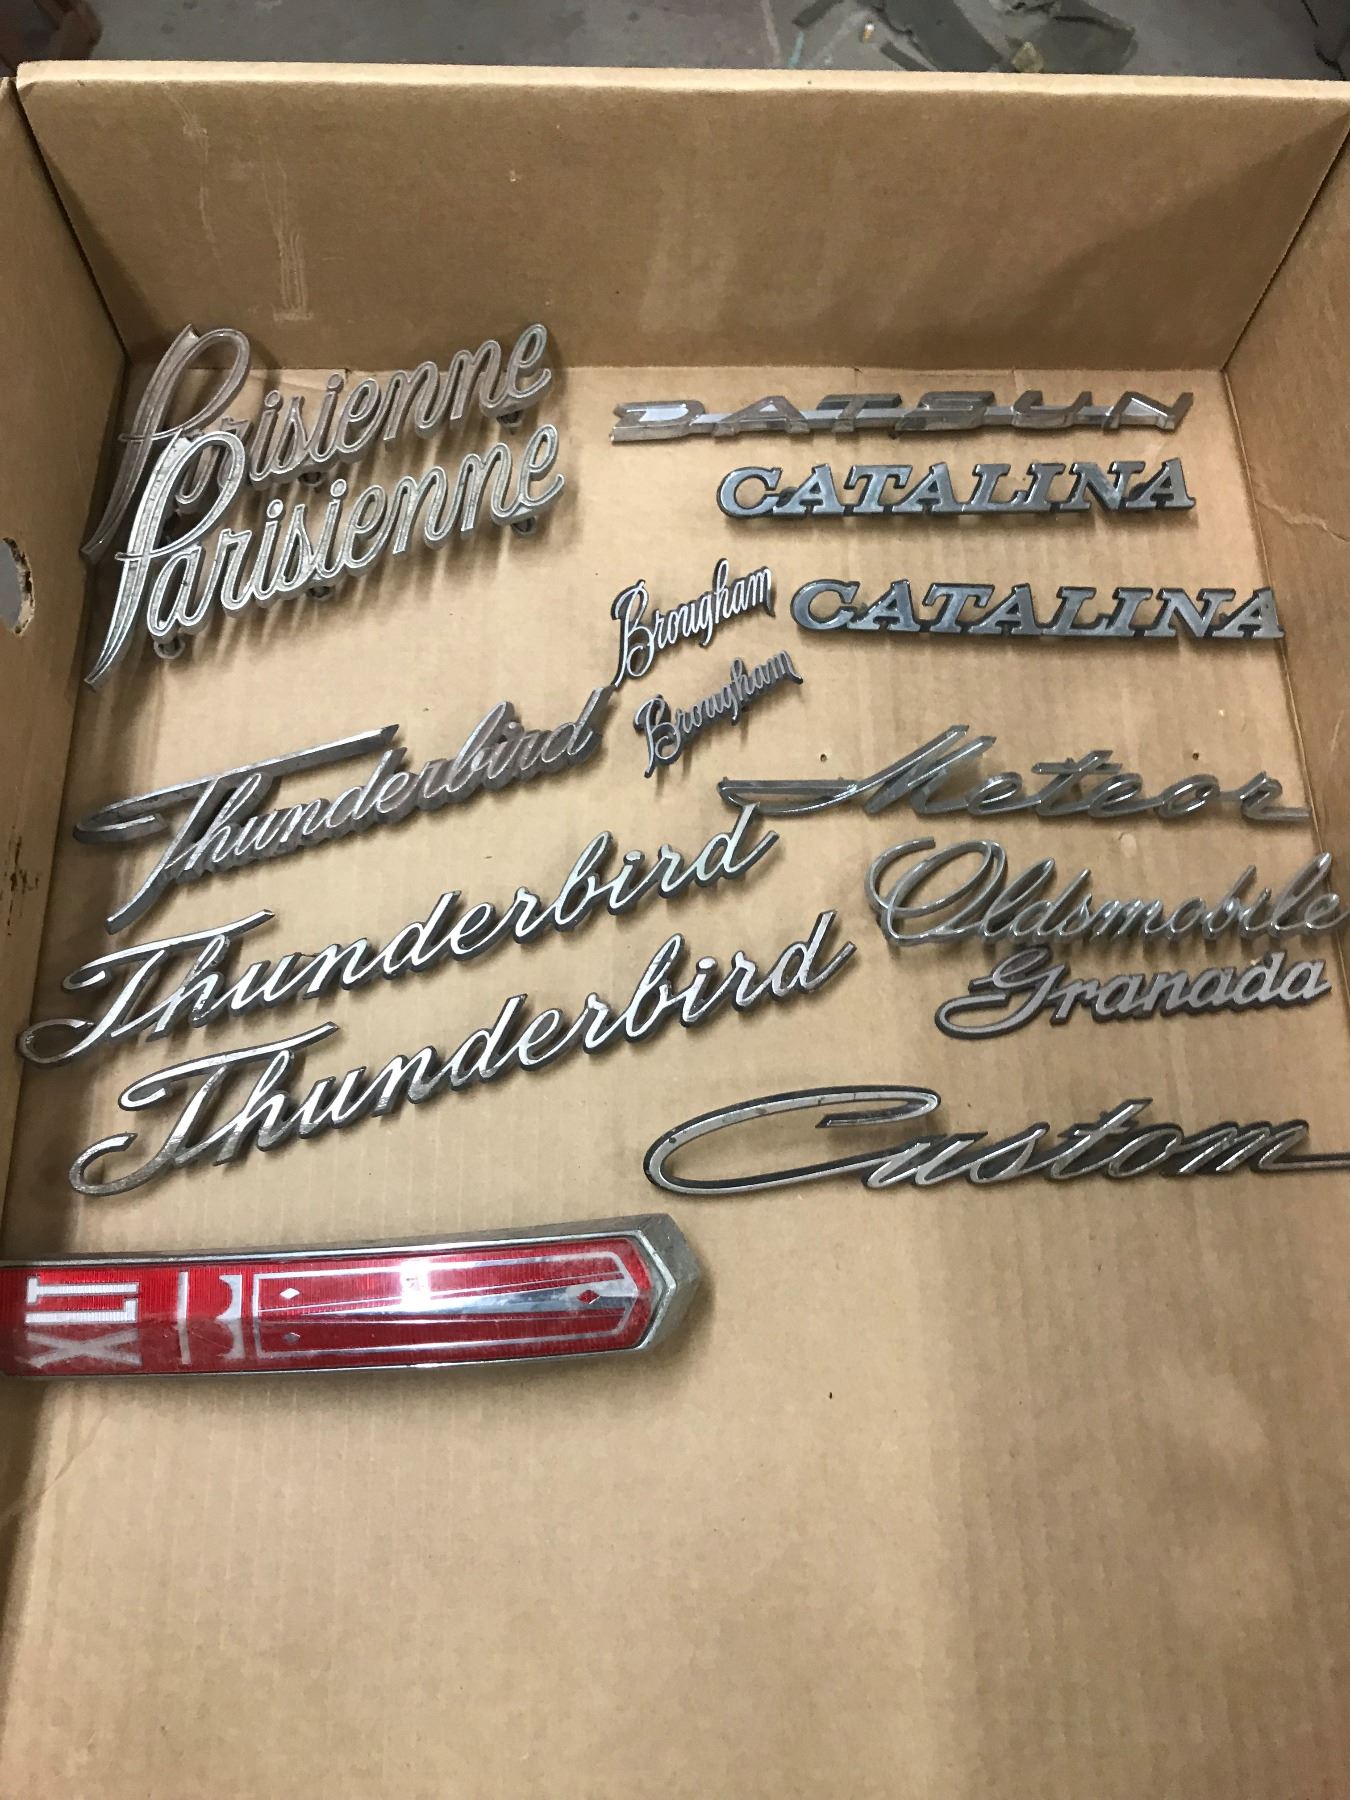 Parisienne
Parisienne
DATSUN
CATALINA
Brougham
CATALINA
Brougham
Thunderbird
Meteor
Thunderbird
Oldsmobile
Granada
Thunderbird
Custom
XLT